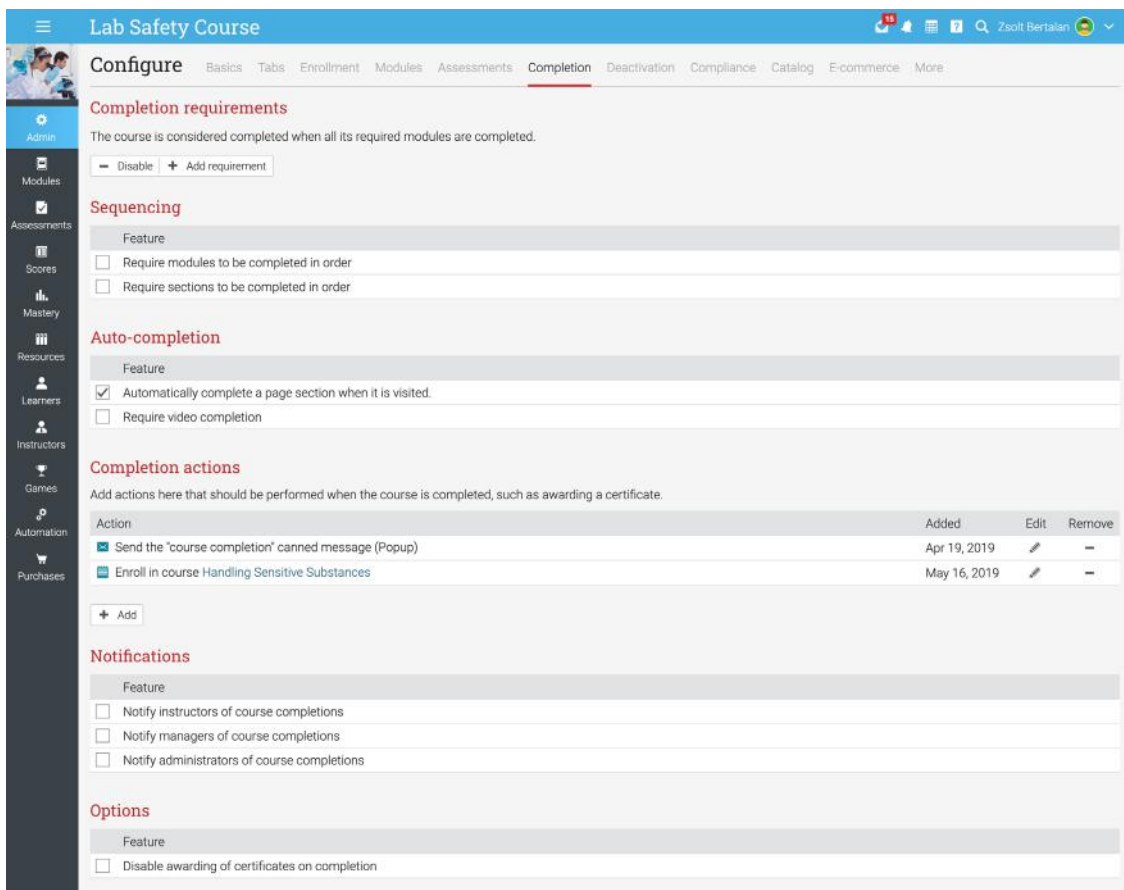 Lab Safety Course
15
?
Zsolt Bertalan
Configure Basics Tabs Enrollment Modules Assessments Completion Deactivation Compliance Catalog E-commerce More
Admin
Modules
Assessments
Scores
Mastery
Resources
Learners
Instructors
Games
Automation
Purchases
Completion requirements
The course is considered completed when all its required modules are completed.
− Disable + Add requirement
Sequencing
Feature
Require modules to be completed in order
Require sections to be completed in order
Auto-completion
Feature
Automatically complete a page section when it is visited.
Require video completion
Completion actions
Add actions here that should be performed when the course is completed, such as awarding a certificate.
Action Added Edit Remove
Send the "course completion" canned message (Popup) Apr 19, 2019
Enroll in course Handling Sensitive Substances May 16, 2019
+ Add
Notifications
Feature
Notify instructors of course completions
Notify managers of course completions
Notify administrators of course completions
Options
Feature
Disable awarding of certificates on completion